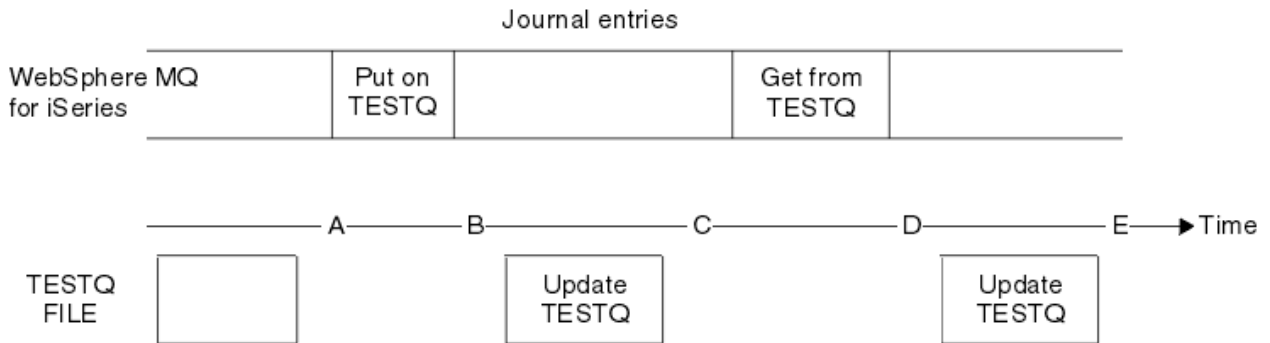 Journal entries
WebSphere MQ
for iSeries
Put on
TESTQ
Get from
TESTQ
A
B
C
D
E
Time
TESTQ
FILE
Update
TESTQ
Update
TESTQ